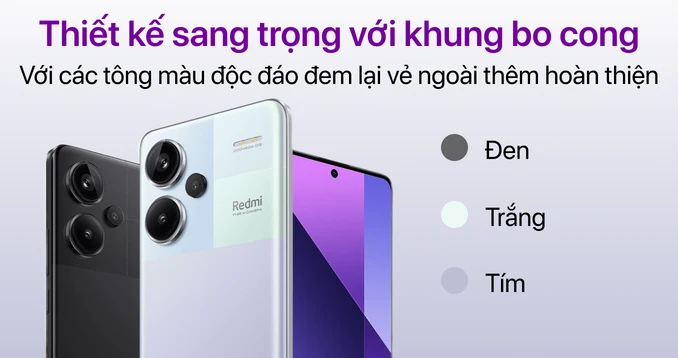 Thiết kế sang trọng với khung bo cong
Với các tông màu độc đáo đem lại vẻ ngoài thêm hoàn thiện
Redmi
Đen
Trắng
Tím